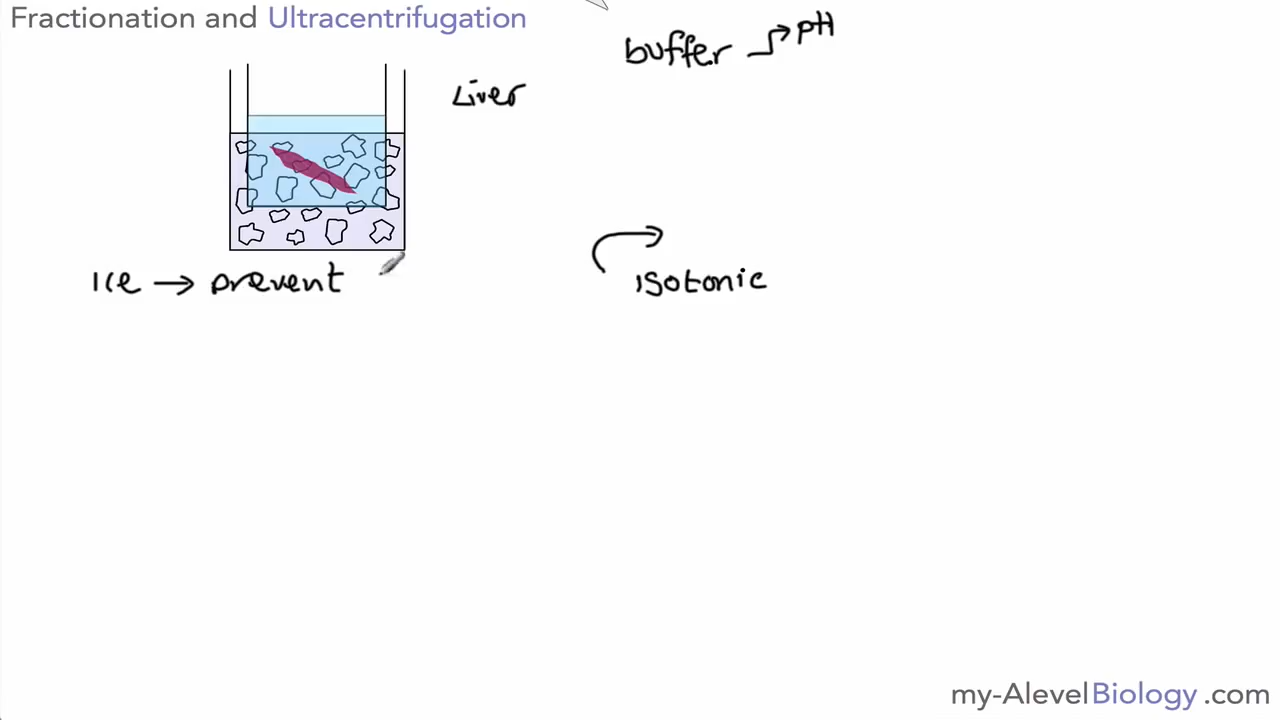 Fractionation and Ultracentrifugation
buffer → pH
Liver
Ice → prevent
isotonic
my-AlevelBiology.com